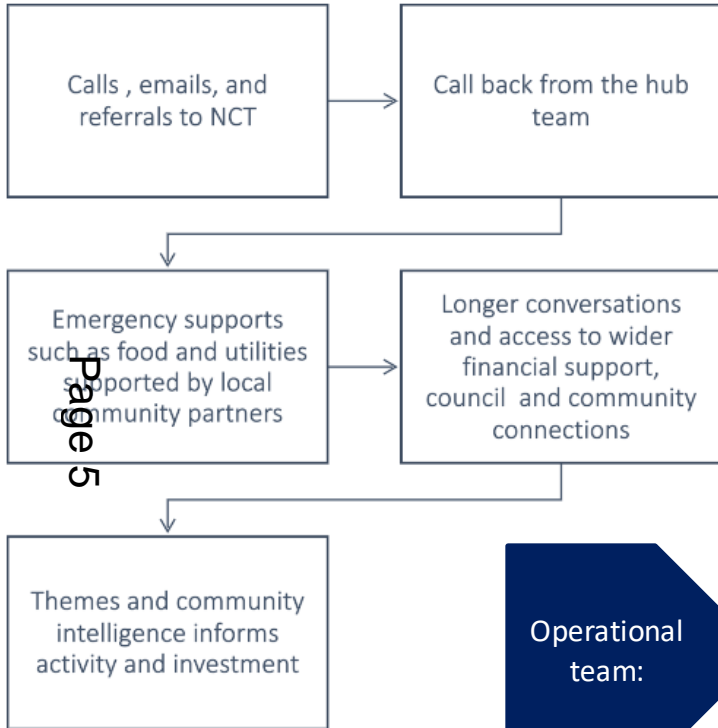 Calls , emails, and
referrals to NCT
Call back from the hub
team
Emergency supports
such as food and utilities
supported by local
community partners
Longer conversations
and access to wider
financial support,
council and community
connections
Page 5
Themes and community
intelligence informs
activity and investment
Operational
team: